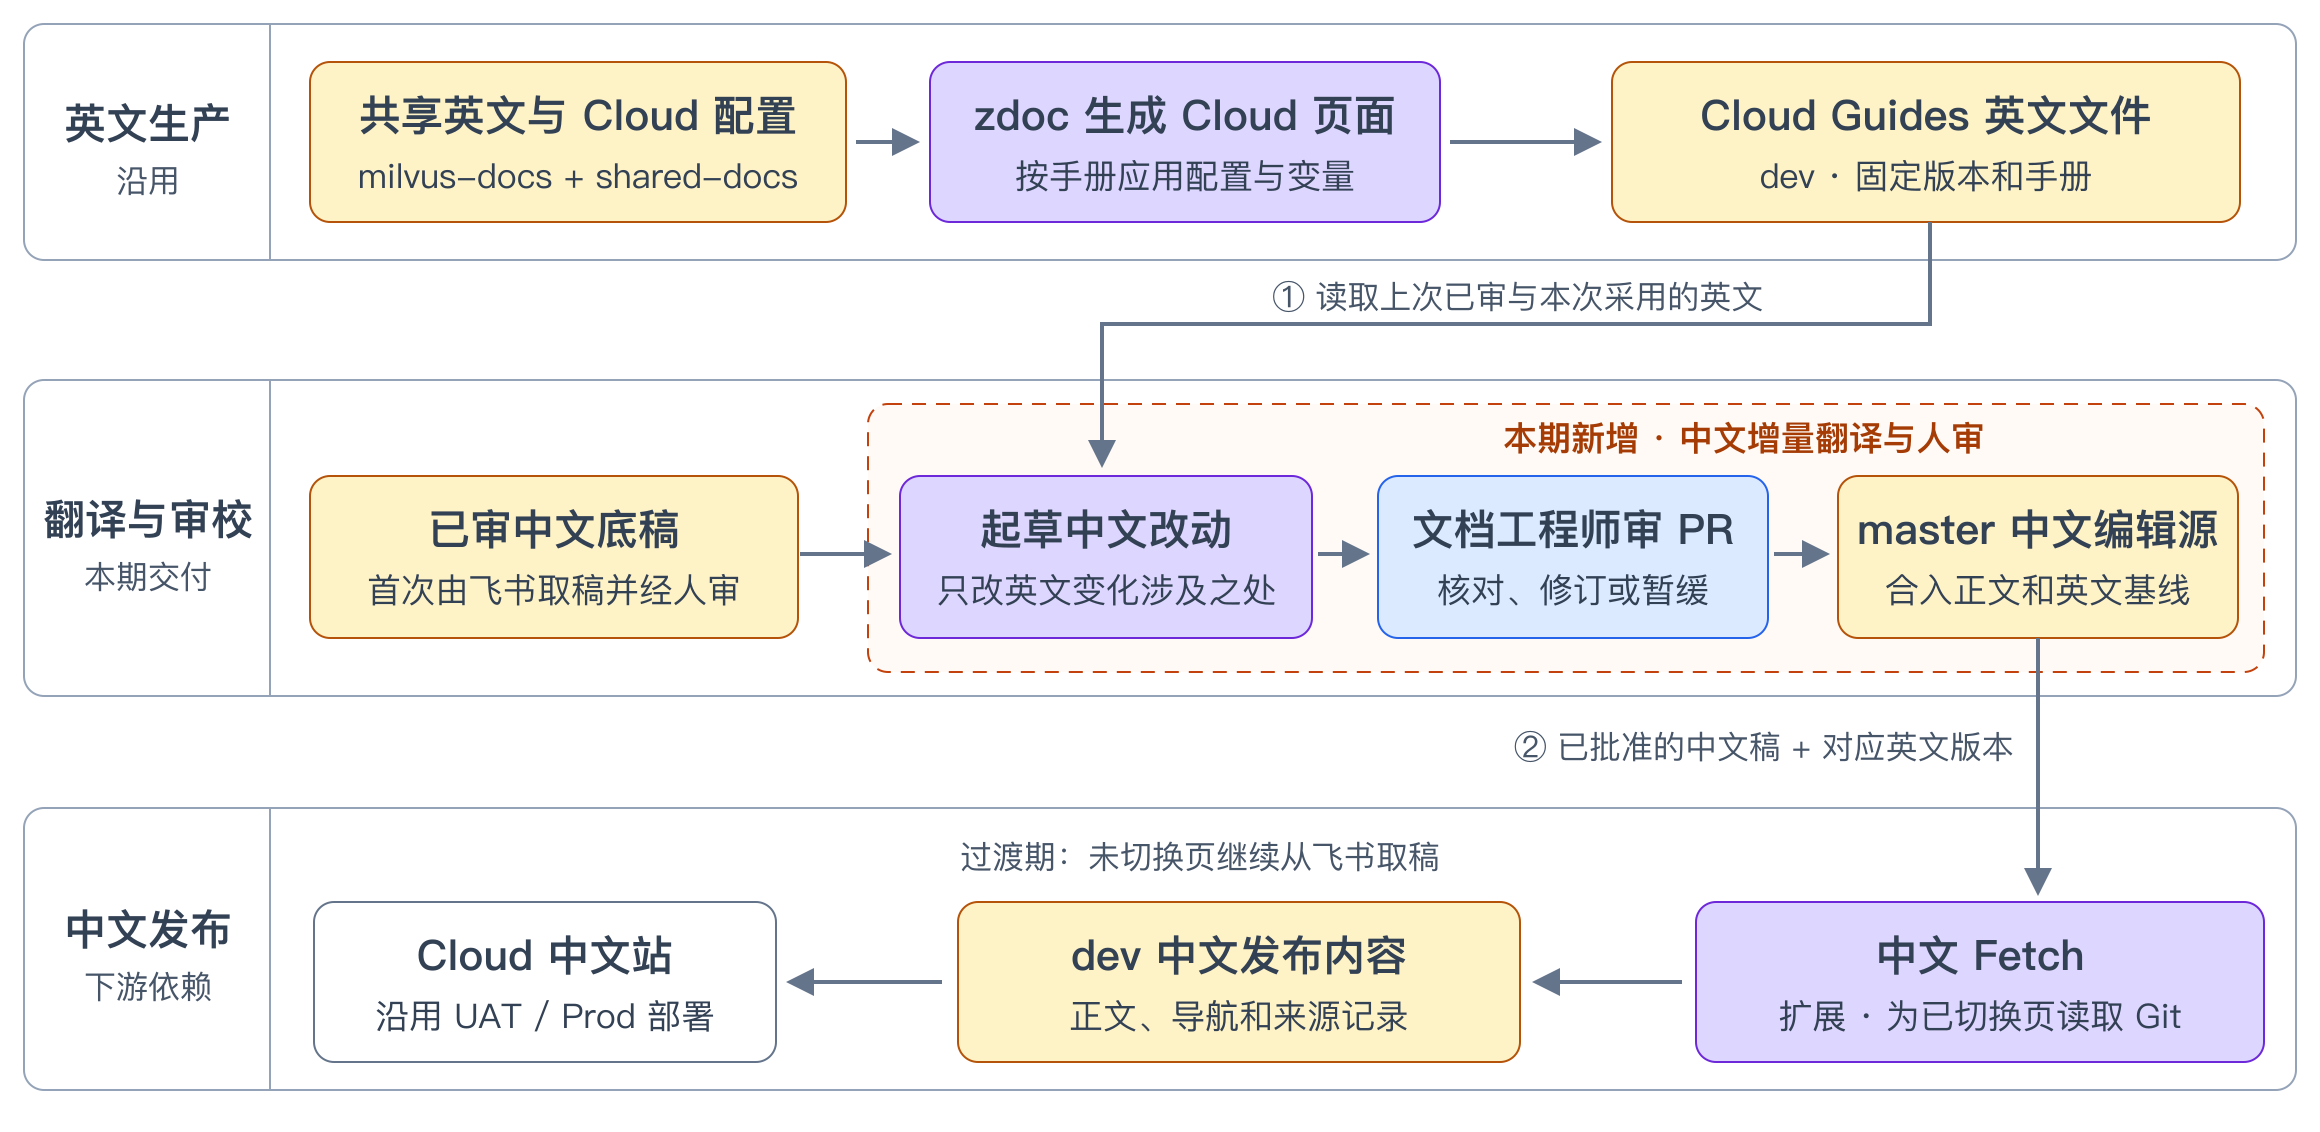 英文生产
沿用
共享英文与 Cloud 配置
milvus-docs + shared-docs
zdoc 生成 Cloud 页面
按手册应用配置与变量
Cloud Guides 英文文件
dev · 固定版本和手册
① 读取上次已审与本次采用的英文
翻译与审校
本期交付
本期新增 · 中文增量翻译与人审
已审中文底稿
首次由飞书取稿并经人审
起草中文改动
只改英文变化涉及之处
文档工程师审 PR
核对、修订或暂缓
master 中文编辑源
合入正文和英文基线
② 已批准的中文稿 + 对应英文版本
中文发布
下游依赖
过渡期：未切换页继续从飞书取稿
Cloud 中文站
沿用 UAT / Prod 部署
dev 中文发布内容
正文、导航和来源记录
中文 Fetch
扩展 · 为已切换页读取 Git